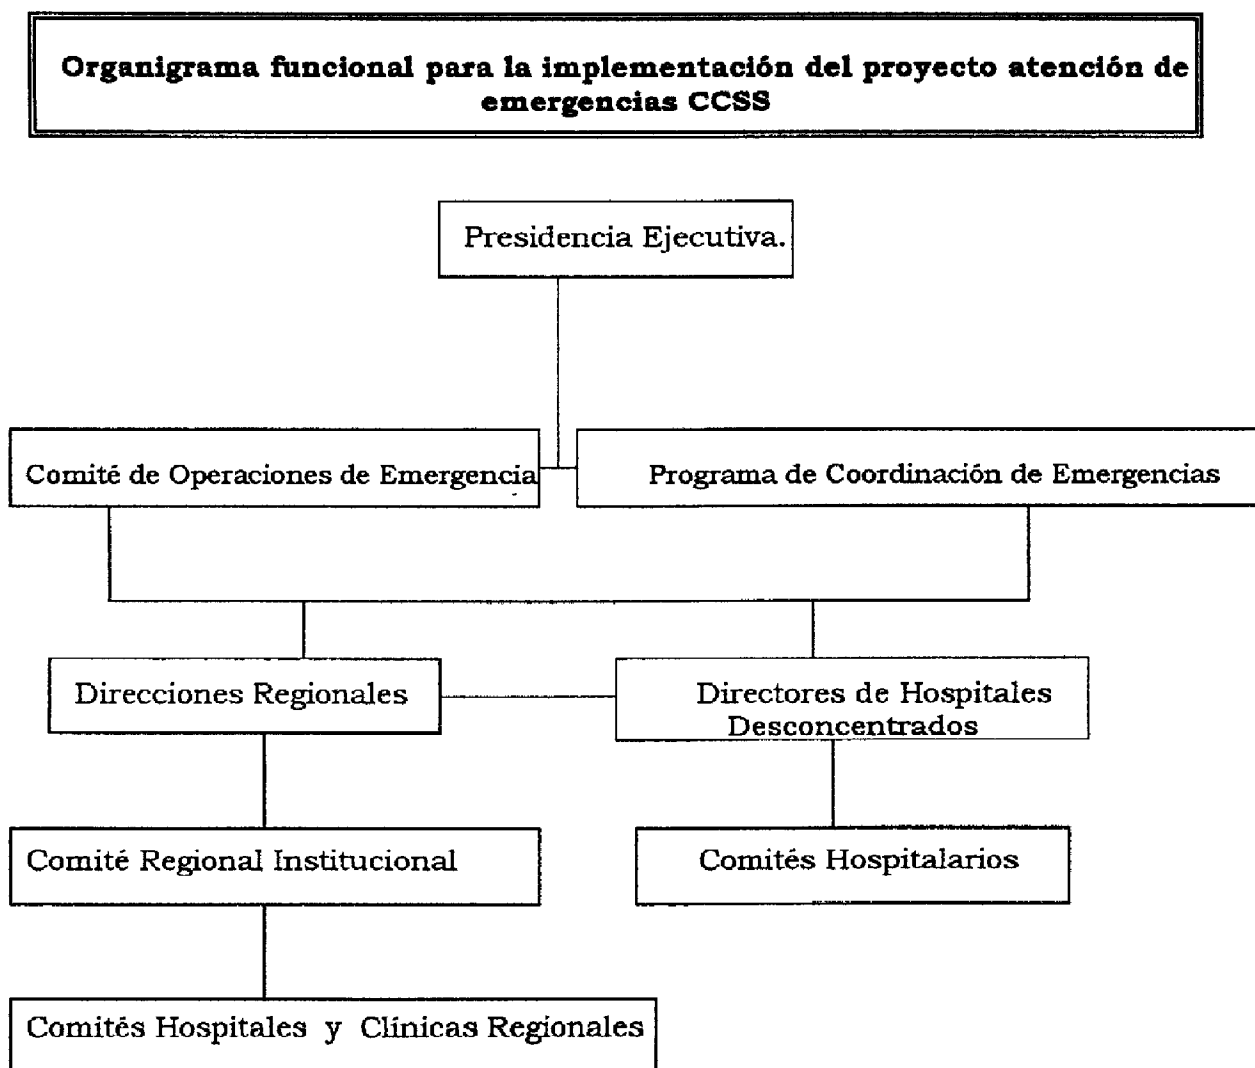 Organigrama funcional para la implementación del proyecto atención de
emergencias CCSS
Presidencia Ejecutiva.
Comité de Operaciones de Emergencia
Programa de Coordinación de Emergencias
Direcciones Regionales
Directores de Hospitales
Desconcentrados
Comité Regional Institucional
Comités Hospitalarios
Comités Hospitales y Clínicas Regionales